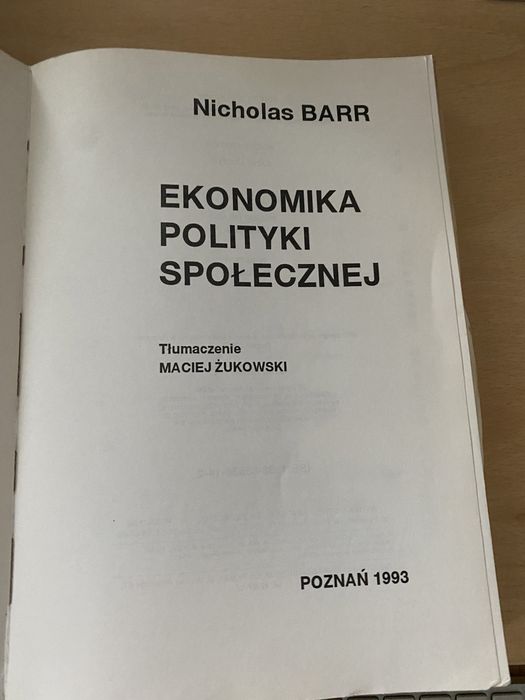 Nicholas BARR
EKONOMIKA
POLITYKI
SPOŁECZNEJ
Tłumaczenie
MACIEJ ŻUKOWSKI
POZNAŃ 1993